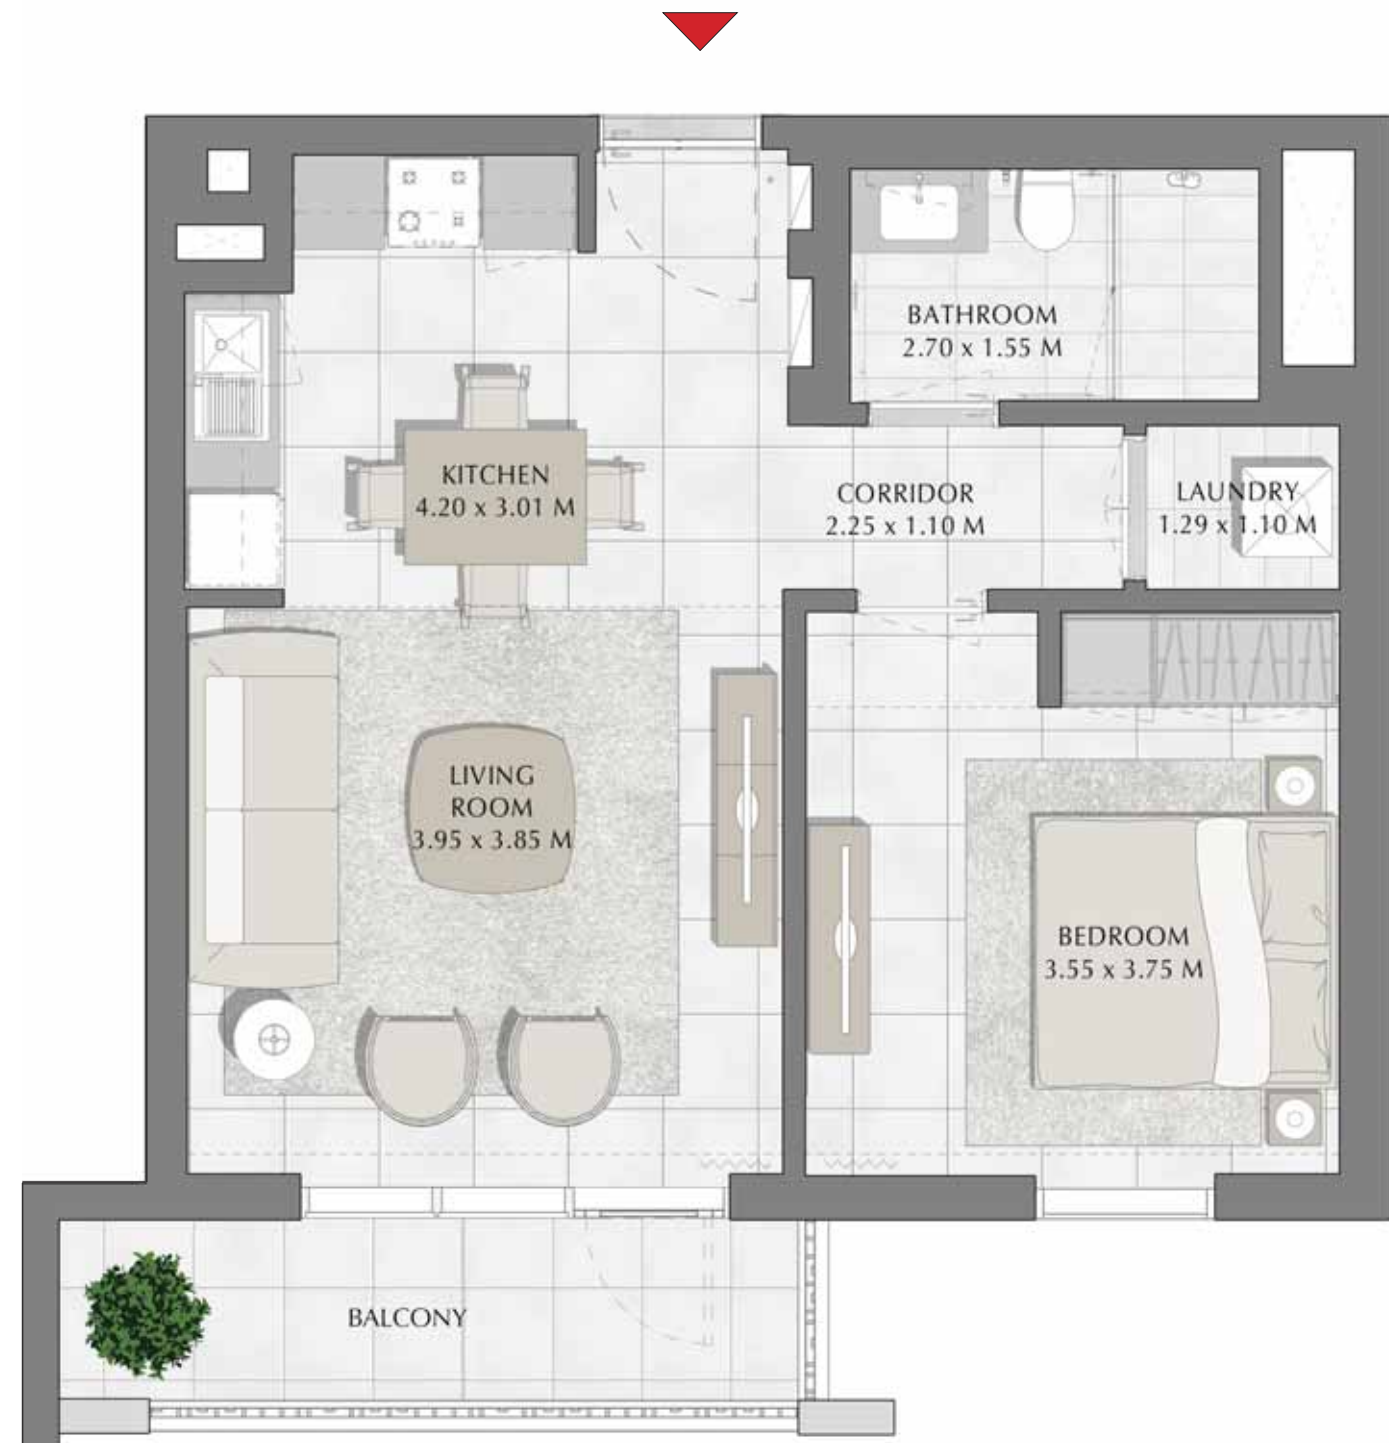 BATHROOM
2.70 x 1.55 M
KITCHEN
4.20 x 3.01 M
CORRIDOR
2.25 x 1.10 M
LAUNDRY
1.29 x 1.10 M
LIVING
ROOM
3.95 x 3.85 M
BEDROOM
3.55 x 3.75 M
BALCONY